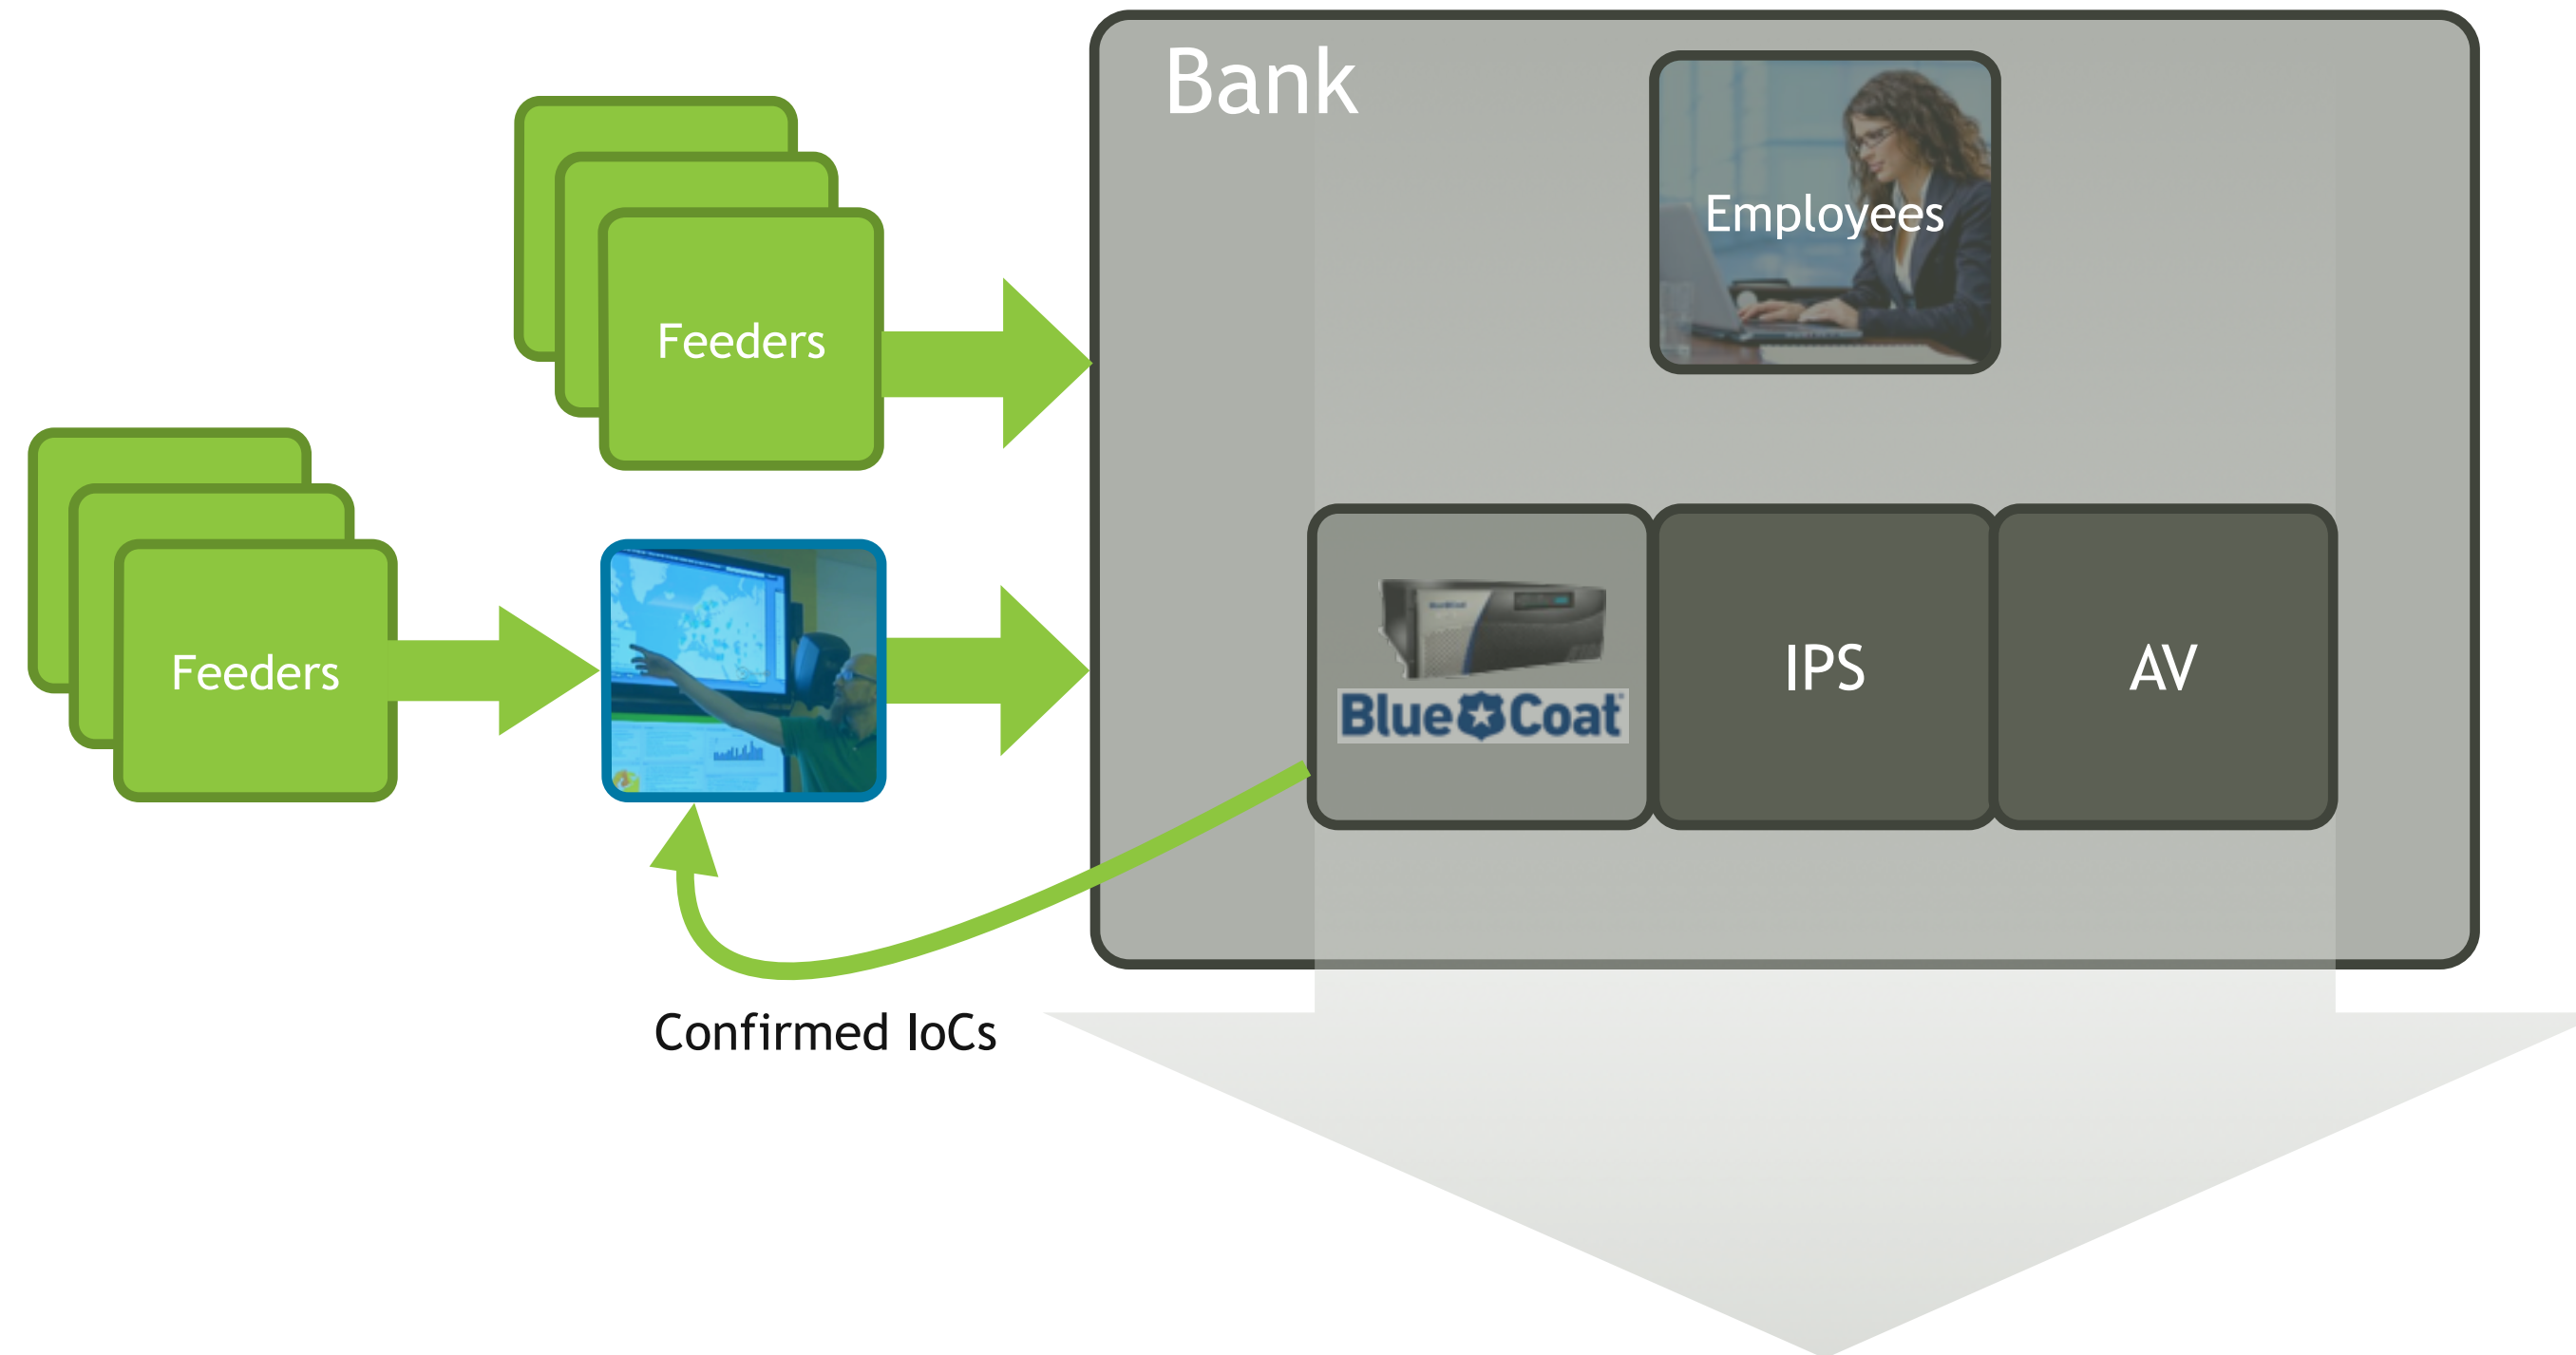 Bank
Employees
Feeders
Feeders
Blue Coat
IPS
AV
Confirmed IoCs